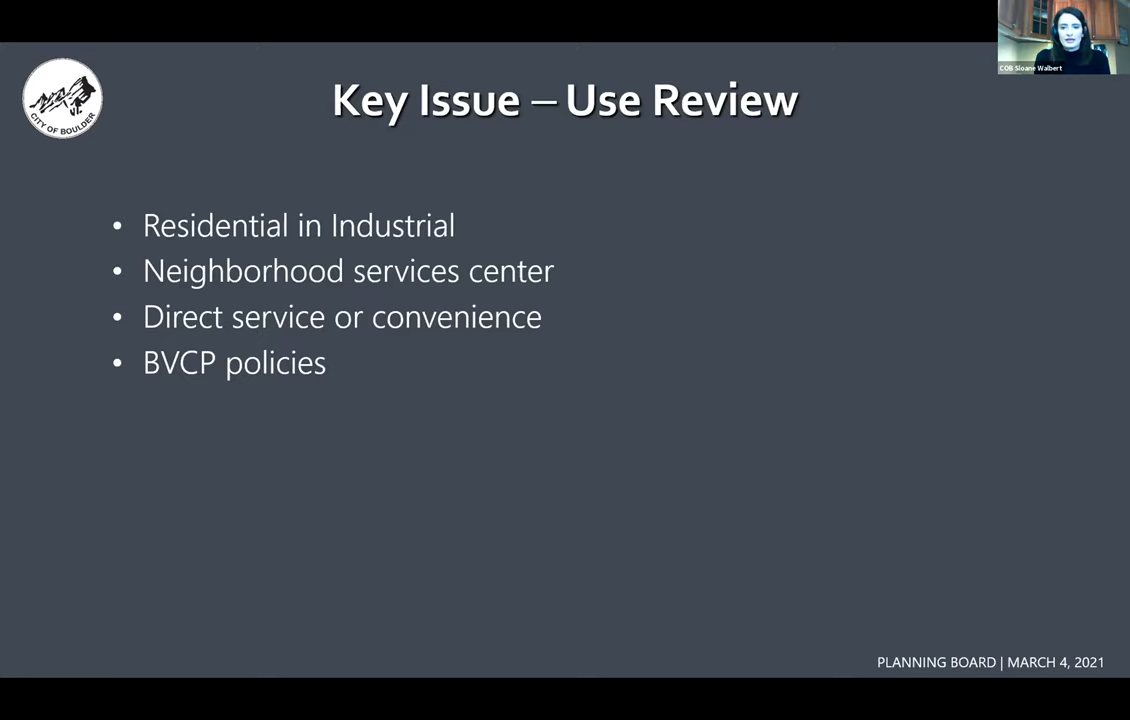 COB Sloane Walbert
CITY OF BOULDER
Key Issue – Use Review
• Residential in Industrial
• Neighborhood services center
• Direct service or convenience
• BVCP policies
PLANNING BOARD | MARCH 4, 2021